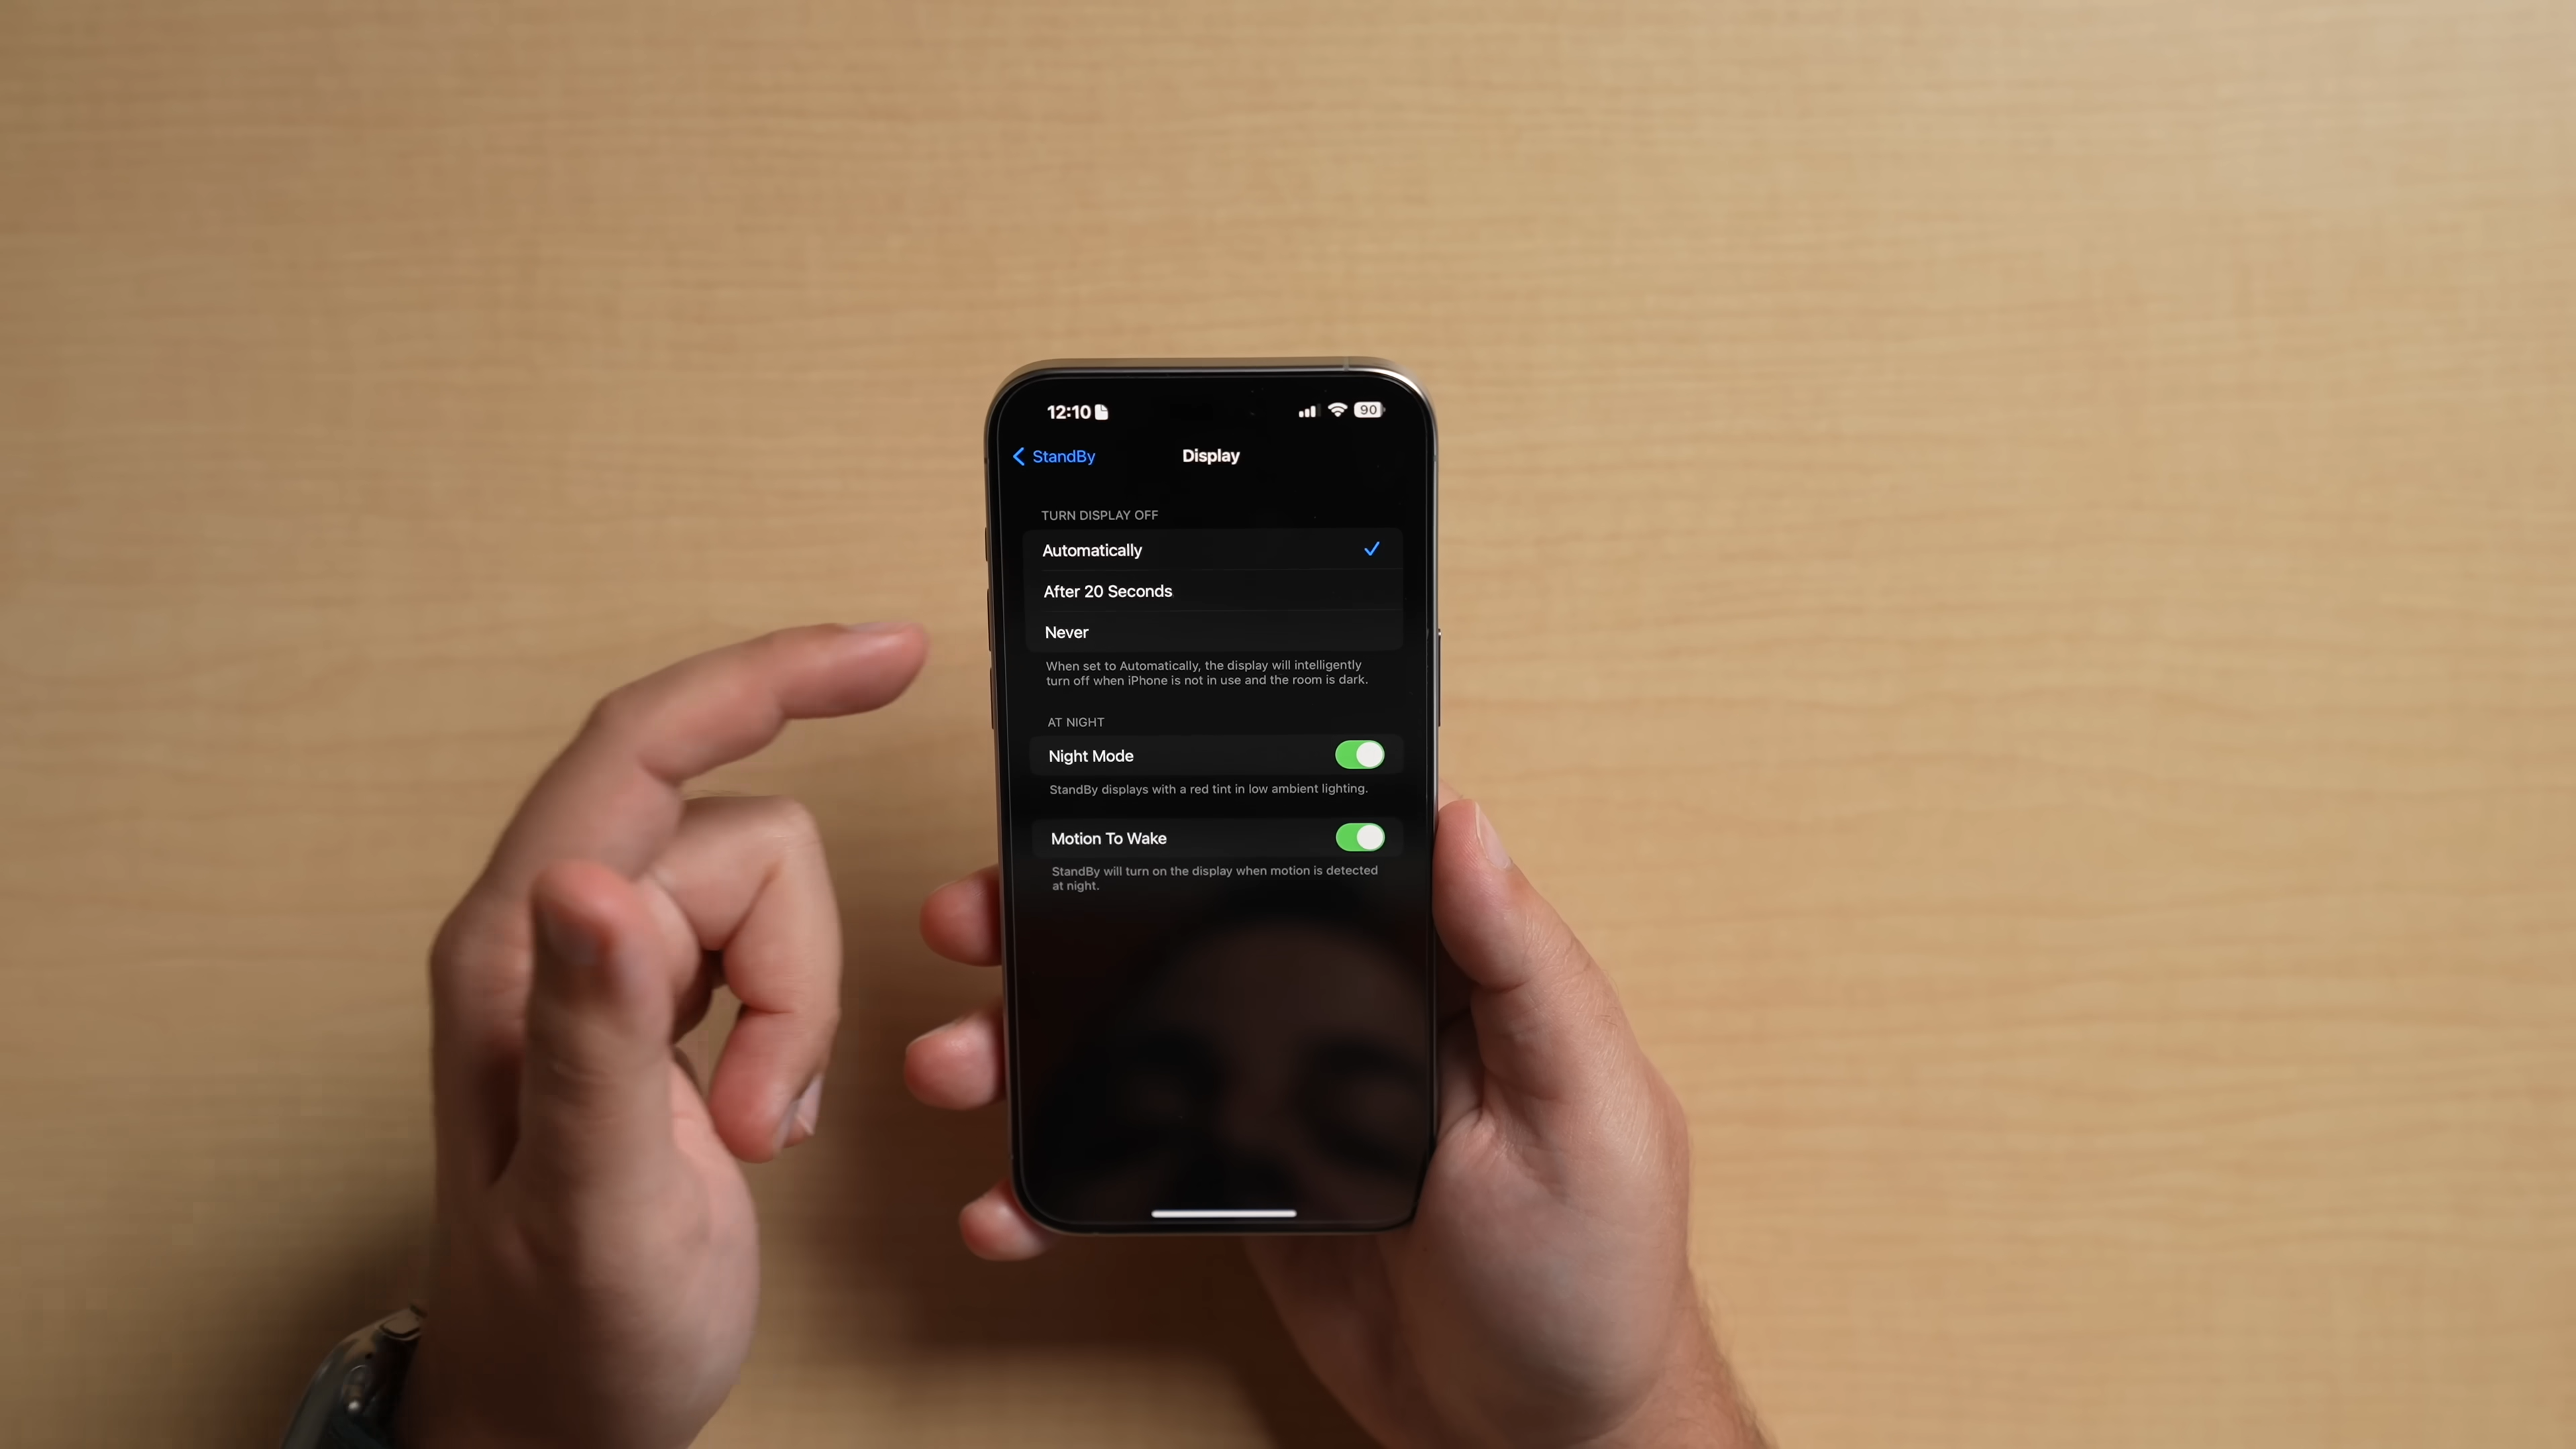 12:10
90
StandBy
Display
TURN DISPLAY OFF
Automatically
After 20 Seconds
Never
When set to Automatically, the display will intelligently
turn off when iPhone is not in use and the room is dark.
AT NIGHT
Night Mode
StandBy displays with a red tint in low ambient lighting.
Motion To Wake
StandBy will turn on the display when motion is detected
at night.